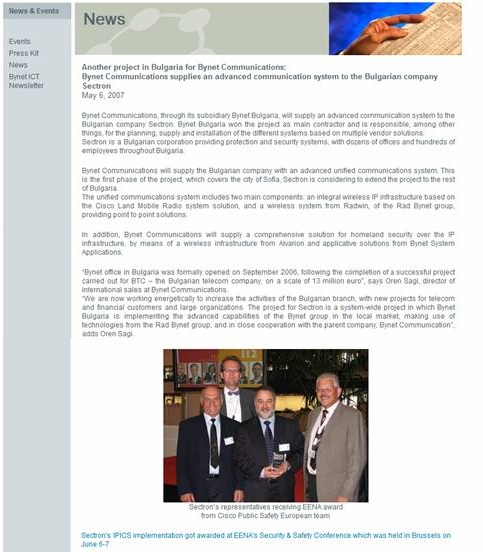 News & Events
Events
Press Kit
News
Bynet ICT
Newsletter
News
Another project in Bulgaria for Bynet Communications:
Bynet Communications supplies an advanced communication system to the Bulgarian company
Sectron
May 6, 2007
Bynet Communications, through its subsidiary Bynet Bulgaria, will supply an advanced communication system to the
Bulgarian company Sectron. Bynet Bulgaria won the project as main contractor and is responsible, among other
things, for the planning, supply and installation of the different systems based on multiple vendor solutions.
Sectron is a Bulgarian corporation providing protection and security systems, with dozens of offices and hundreds of
employees throughout Bulgaria.
Bynet Communications will supply the Bulgarian company with an advanced unified communication system. This
is the first phase of the project, which covers the city of Sofia, Sectron is considering to extend the project to the rest
of Bulgaria.
The unified communications system includes two main components: an integral wireless IP infrastructure based on
the Cisco Land Mobile Radio system solution, and a wireless system from Radwin, of the Rad Bynet group,
providing point to point solutions.
In addition, Bynet Communications will supply a comprehensive solution for homeland security over the IP
infrastructure, by means of a wireless infrastructure from Alvarion and applicative solutions from Bynet System
Applications.
"Bynet office in Bulgaria was formally opened on September 2006, following the completion of a successful project
carried out for BTC – the Bulgarian telecom company, on a scale of 13 million euro", says Oren Sagi, director of
international sales at Bynet Communications.
"We are now working energetically to increase the activities of the Bulgarian branch, with new projects for telecom
and financial customers and large organizations. The project for Sectron is a system-wide project in which Bynet
Bulgaria is implementing the advanced capabilities of the Bynet group in the local market, making use of
technologies from the Rad Bynet group, and in close cooperation with the parent company, Bynet Communication",
adds Oren Sagi.
112
Sectron's representatives receiving EENA award
from Cisco Public Safety European team
Sectron's IPICS implementation got awarded at EENA's Security & Safety Conference which was held in Brussels on
June 6-7